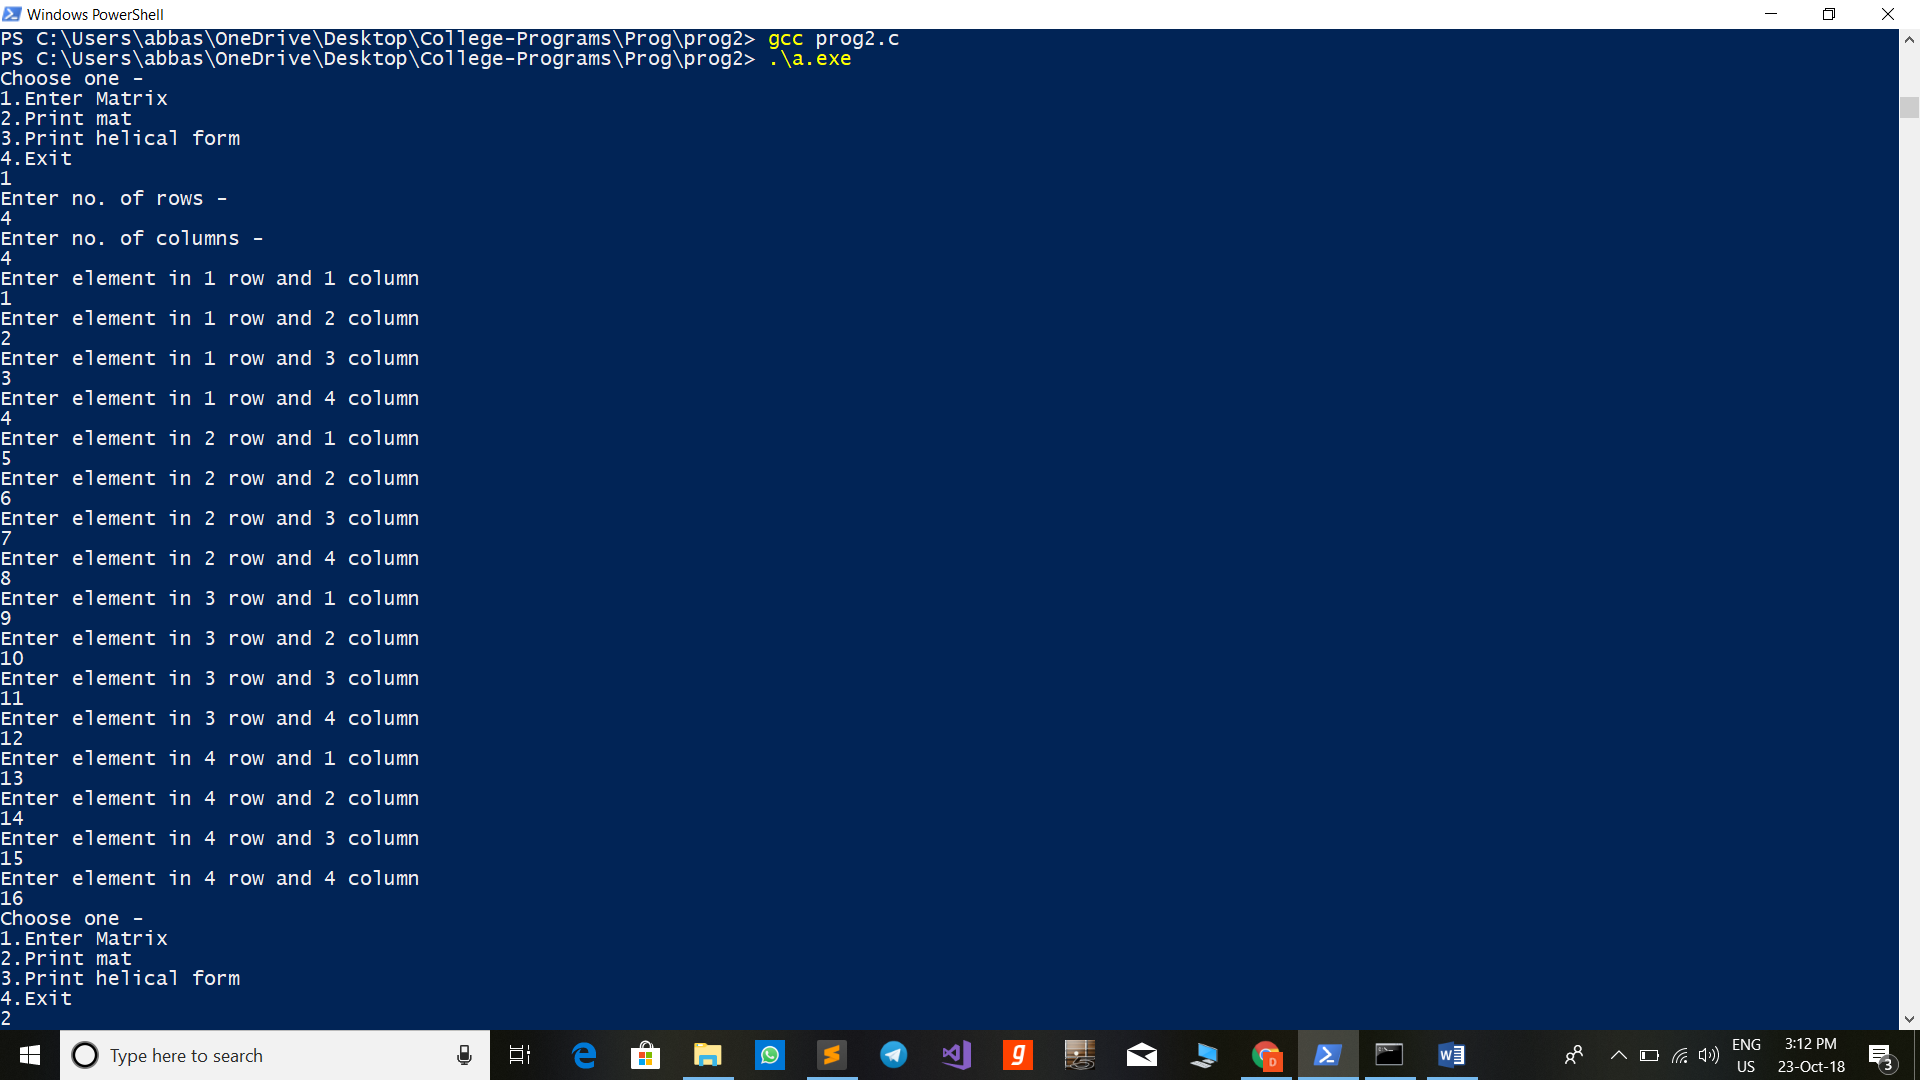 Windows PowerShell
PS C:\Users\abbas\OneDrive\Desktop\College-Programs\Prog\prog2> gcc prog2.c
PS C:\Users\abbas\OneDrive\Desktop\College-Programs\Prog\prog2> .\a.exe
Choose one -
1.Enter Matrix
2.Print mat
3.Print helical form
4.Exit
1
Enter no. of rows -
4
Enter no. of columns -
4
Enter element in 1 row and 1 column
1
Enter element in 1 row and 2 column
2
Enter element in 1 row and 3 column
3
Enter element in 1 row and 4 column
4
Enter element in 2 row and 1 column
5
Enter element in 2 row and 2 column
6
Enter element in 2 row and 3 column
7
Enter element in 2 row and 4 column
8
Enter element in 3 row and 1 column
9
Enter element in 3 row and 2 column
10
Enter element in 3 row and 3 column
11
Enter element in 3 row and 4 column
12
Enter element in 4 row and 1 column
13
Enter element in 4 row and 2 column
14
Enter element in 4 row and 3 column
15
Enter element in 4 row and 4 column
16
Choose one -
1.Enter Matrix
2.Print mat
3.Print helical form
4.Exit
2
Type here to search
ENG
US
3:12 PM
23-Oct-18
3